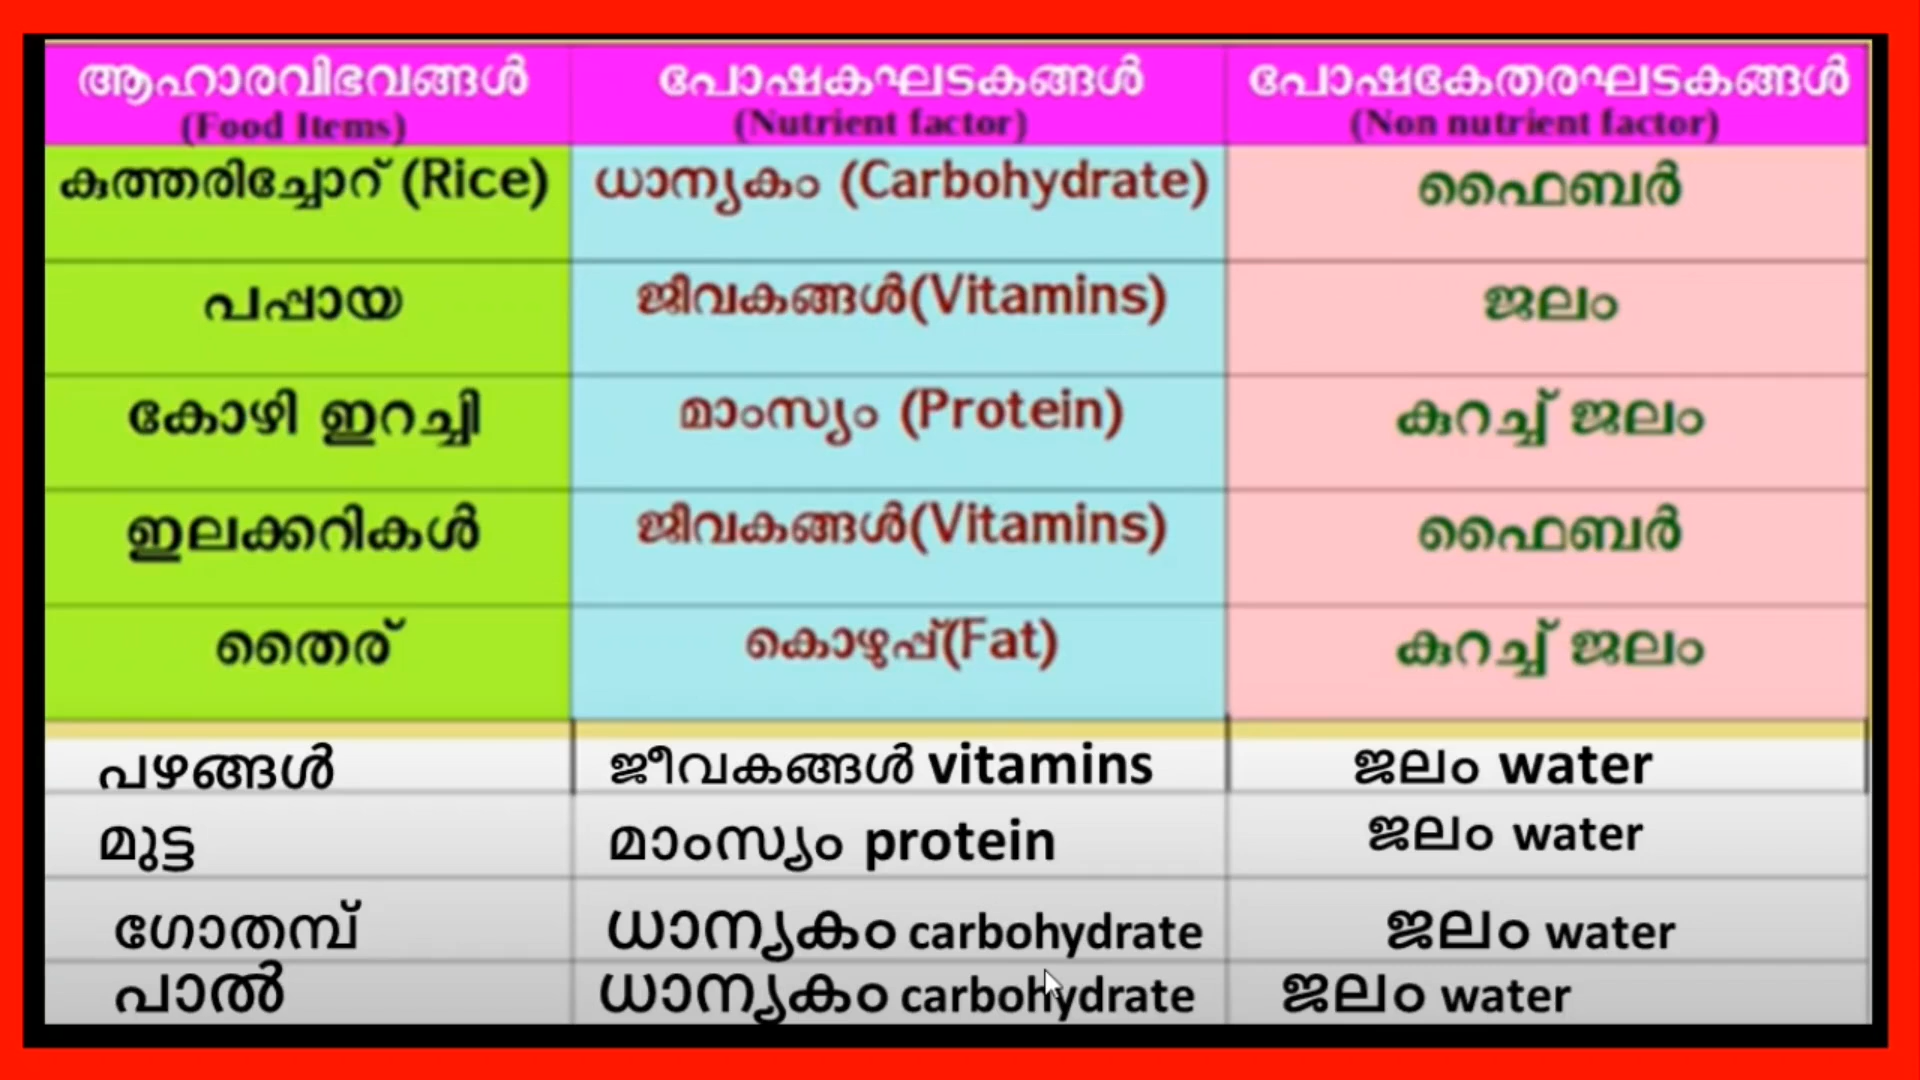 ആഹാരവിഭവങ്ങൾ പോഷകഘടകങ്ങൾ പോഷകേതരഘടകങ്ങൾ
(Food Items) (Nutrient factor) (Non nutrient factor)
കുത്തരിച്ചോറ് (Rice) ധാന്യകം (Carbohydrate) ഫൈബർ
പപ്പായ ജീവകങ്ങൾ(Vitamins) ജലം
കോഴി ഇറച്ചി മാംസ്യം (Protein) കുറച്ച് ജലം
ഇലക്കറികൾ ജീവകങ്ങൾ(Vitamins) ഫൈബർ
തൈര് കൊഴുപ്പ്(Fat) കുറച്ച് ജലം
പഴങ്ങൾ ജീവകങ്ങൾ vitamins ജലം water
മുട്ട മാംസ്യം protein ജലം water
ഗോതമ്പ് ധാന്യകം carbohydrate ജലം water
പാൽ ധാന്യകം carbohydrate ജലം water